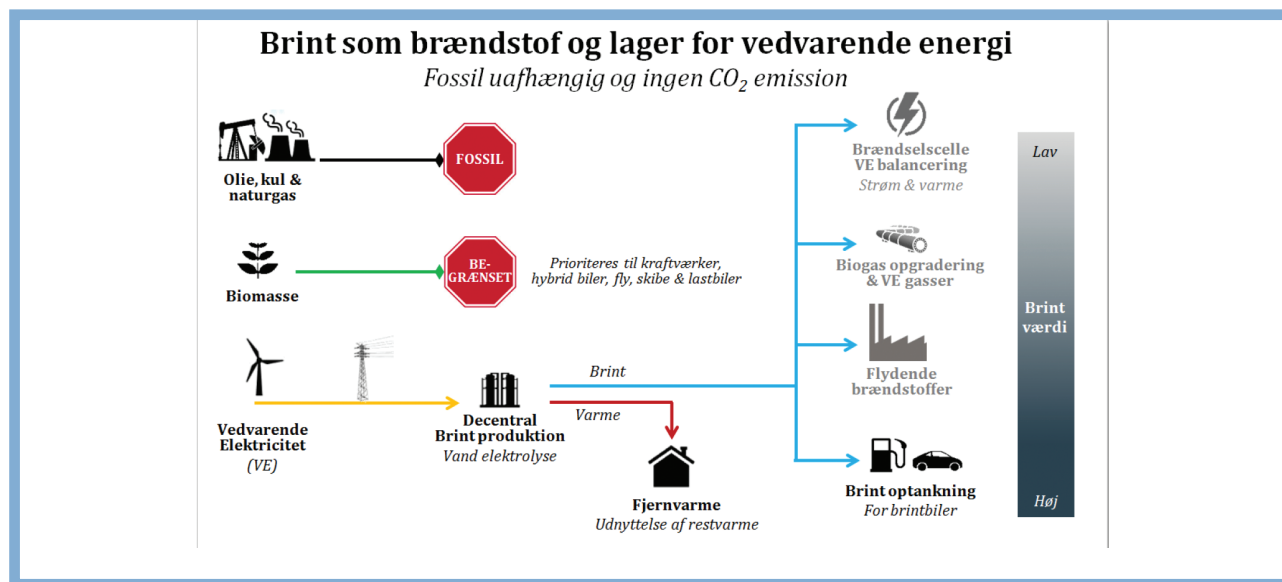 Brint som brændstof og lager for vedvarende energi
Fossil uafhængig og ingen CO₂ emission
Olie, kul &
naturgas
FOSSIL
Biomasse
BE-
GRÆNSET
Prioriteres til kraftværker,
hybrid biler, fly, skibe & lastbiler
Vedvarende
Elektricitet
(VE)
Decentral
Brint produktion
Vand elektrolyse
Brint
Varme
Fjernvarme
Udnyttelse af restvarme
Brændselscelle
VE balancering
Strøm & varme
Biogas opgradering
& VE gasser
Flydende
brændstoffer
Brint optankning
For brintbiler
Lav
Brint
værdi
Høj